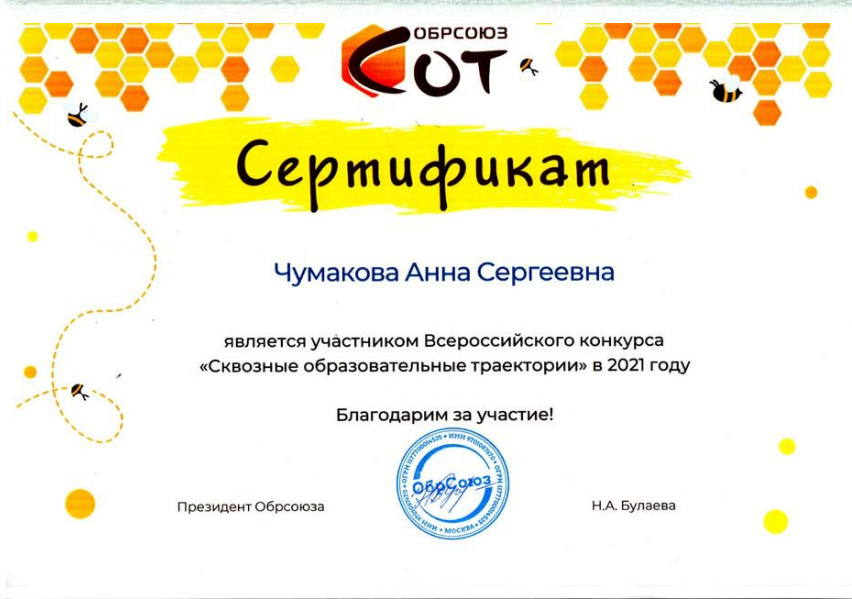 ОБРСОЮЗ
СОТ
Сертификат
Чумакова Анна Сергеевна
является участником Всероссийского конкурса
«Сквозные образовательные траектории» в 2021 году
Благодарим за участие!
ОбрСоюз
• МОСКВА •
Президент Обрсоюза
Н.А. Булаева